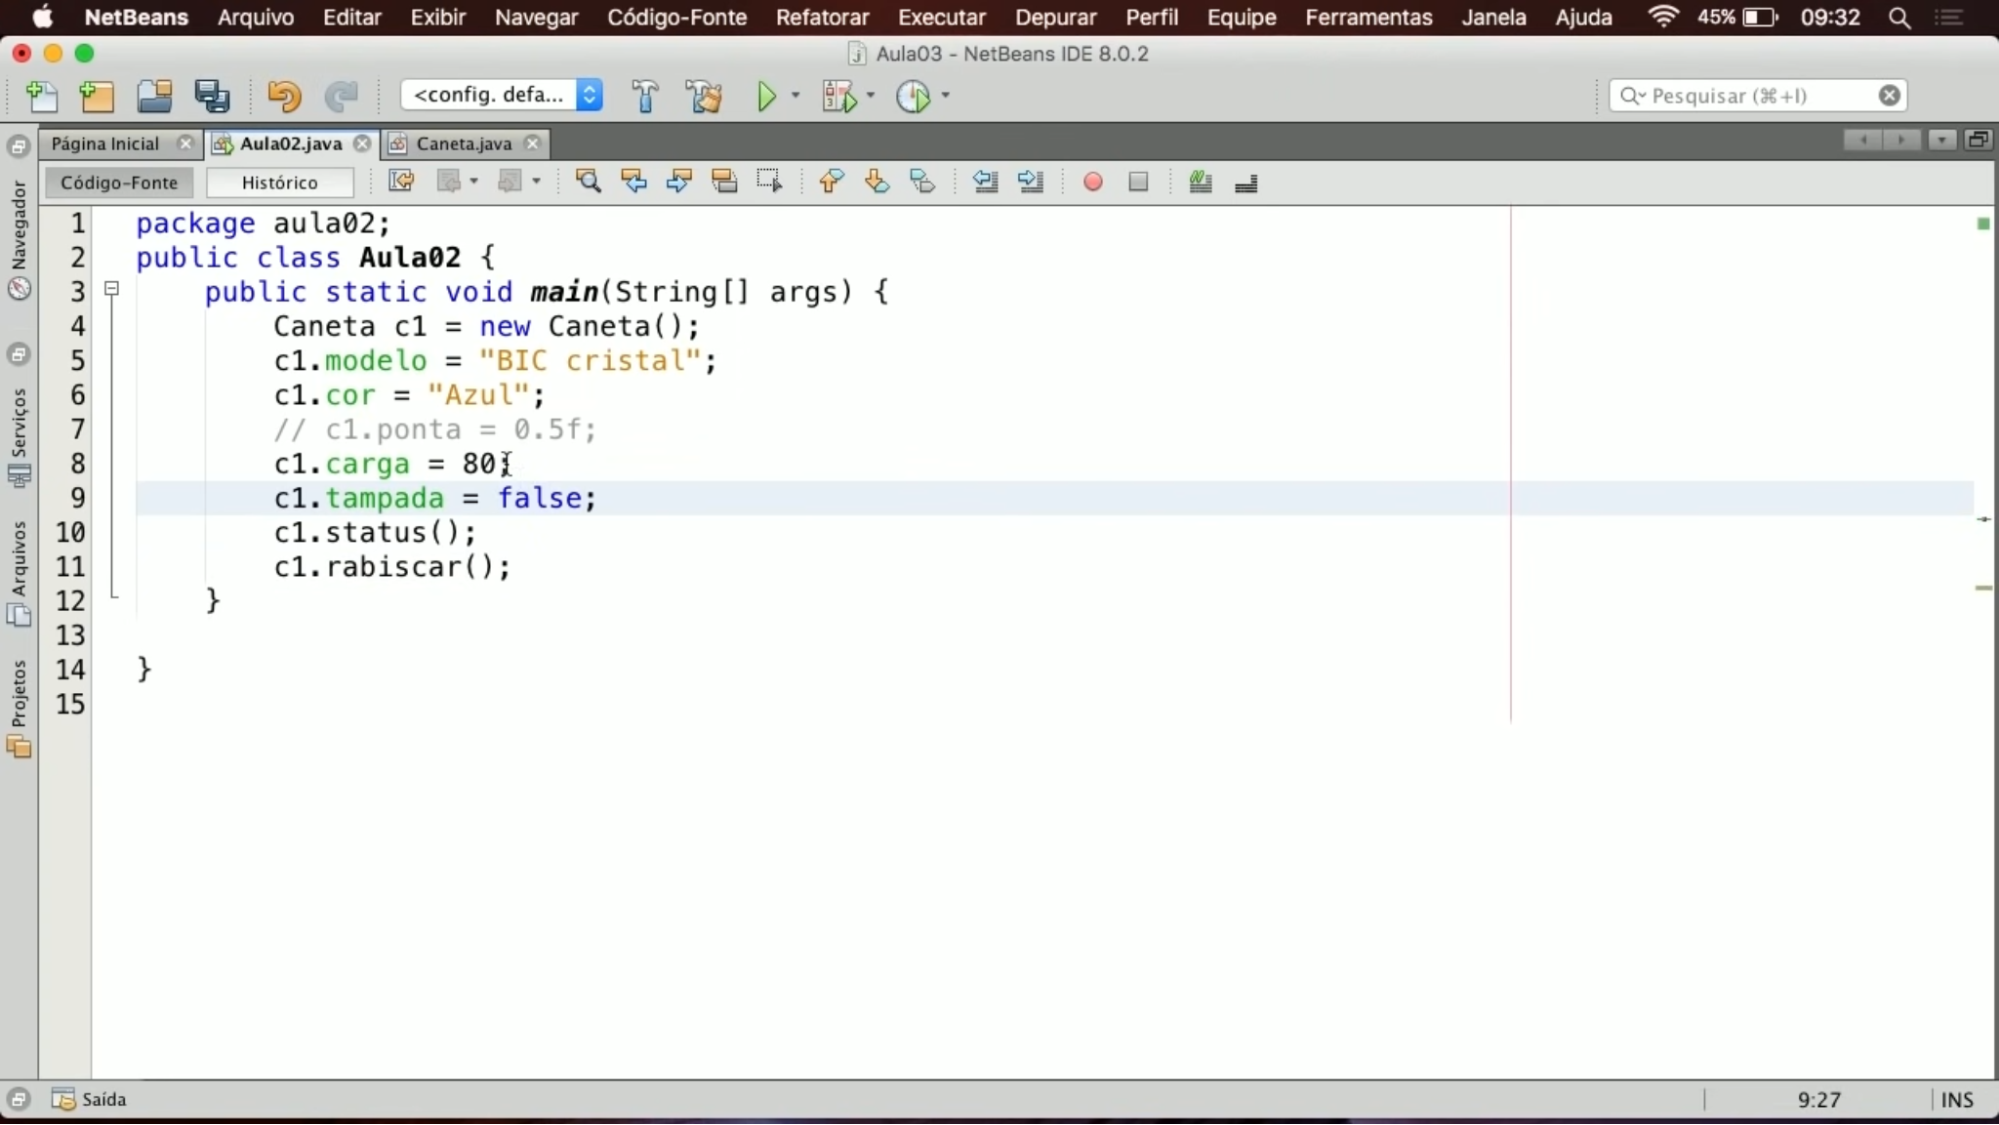 NetBeans Arquivo Editar Exibir Navegar Código-Fonte Refatorar Executar Depurar Perfil Equipe Ferramentas Janela Ajuda 45% 09:32
Aula03 - NetBeans IDE 8.0.2
<config. defa... Pesquisar (⌘+I)
Página Inicial Aula02.java Caneta.java
Código-Fonte Histórico
Navegador
Serviços
Arquivos
Projetos
1 package aula02;
2 public class Aula02 {
3 public static void main(String[] args) {
4 Caneta c1 = new Caneta();
5 c1.modelo = "BIC cristal";
6 c1.cor = "Azul";
7 // c1.ponta = 0.5f;
8 c1.carga = 80;
9 c1.tampada = false;
10 c1.status();
11 c1.rabiscar();
12 }
13
14 }
15
Saída 9:27 INS